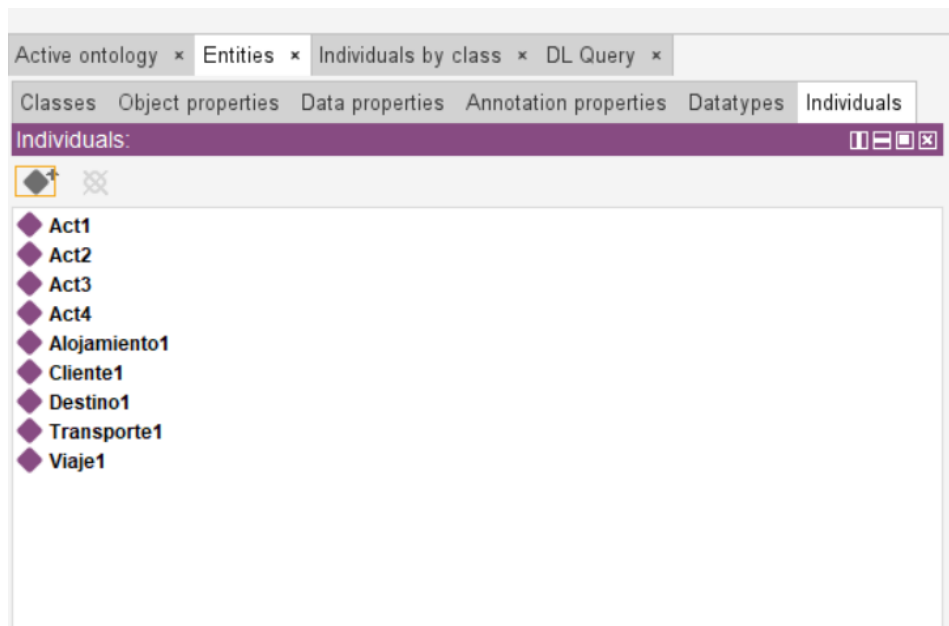 Active ontology × Entities × Individuals by class × DL Query ×
Classes Object properties Data properties Annotation properties Datatypes Individuals
Individuals:
Act1
Act2
Act3
Act4
Alojamiento1
Cliente1
Destino1
Transporte1
Viaje1